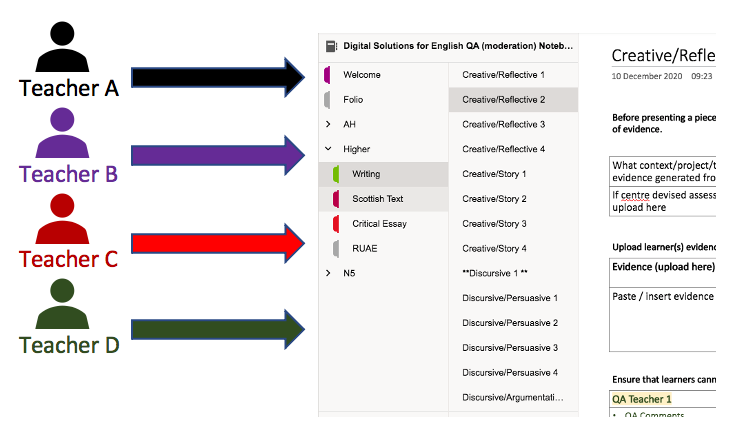 Teacher A
Teacher B
Teacher C
Teacher D
Digital Solutions for English QA (moderation) Noteb...
Welcome
Folio
AH
Higher
Writing
Scottish Text
Critical Essay
RUAE
N5
Creative/Reflective 1
Creative/Reflective 2
Creative/Reflective 3
Creative/Reflective 4
Creative/Story 1
Creative/Story 2
Creative/Story 3
Creative/Story 4
**Discursive 1 **
Discursive/Persuasive 1
Discursive/Persuasive 2
Discursive/Persuasive 3
Discursive/Persuasive 4
Discursive/Argumentati...
Creative/Refle
10 December 2020 09:23
Before presenting a piece
of evidence.
What context/project/t
evidence generated fro
If centre devised assess
upload here
Upload learner(s) evidenc
Evidence (upload here)
Paste / insert evidence
Ensure that learners cann
QA Teacher 1
• QA Comments